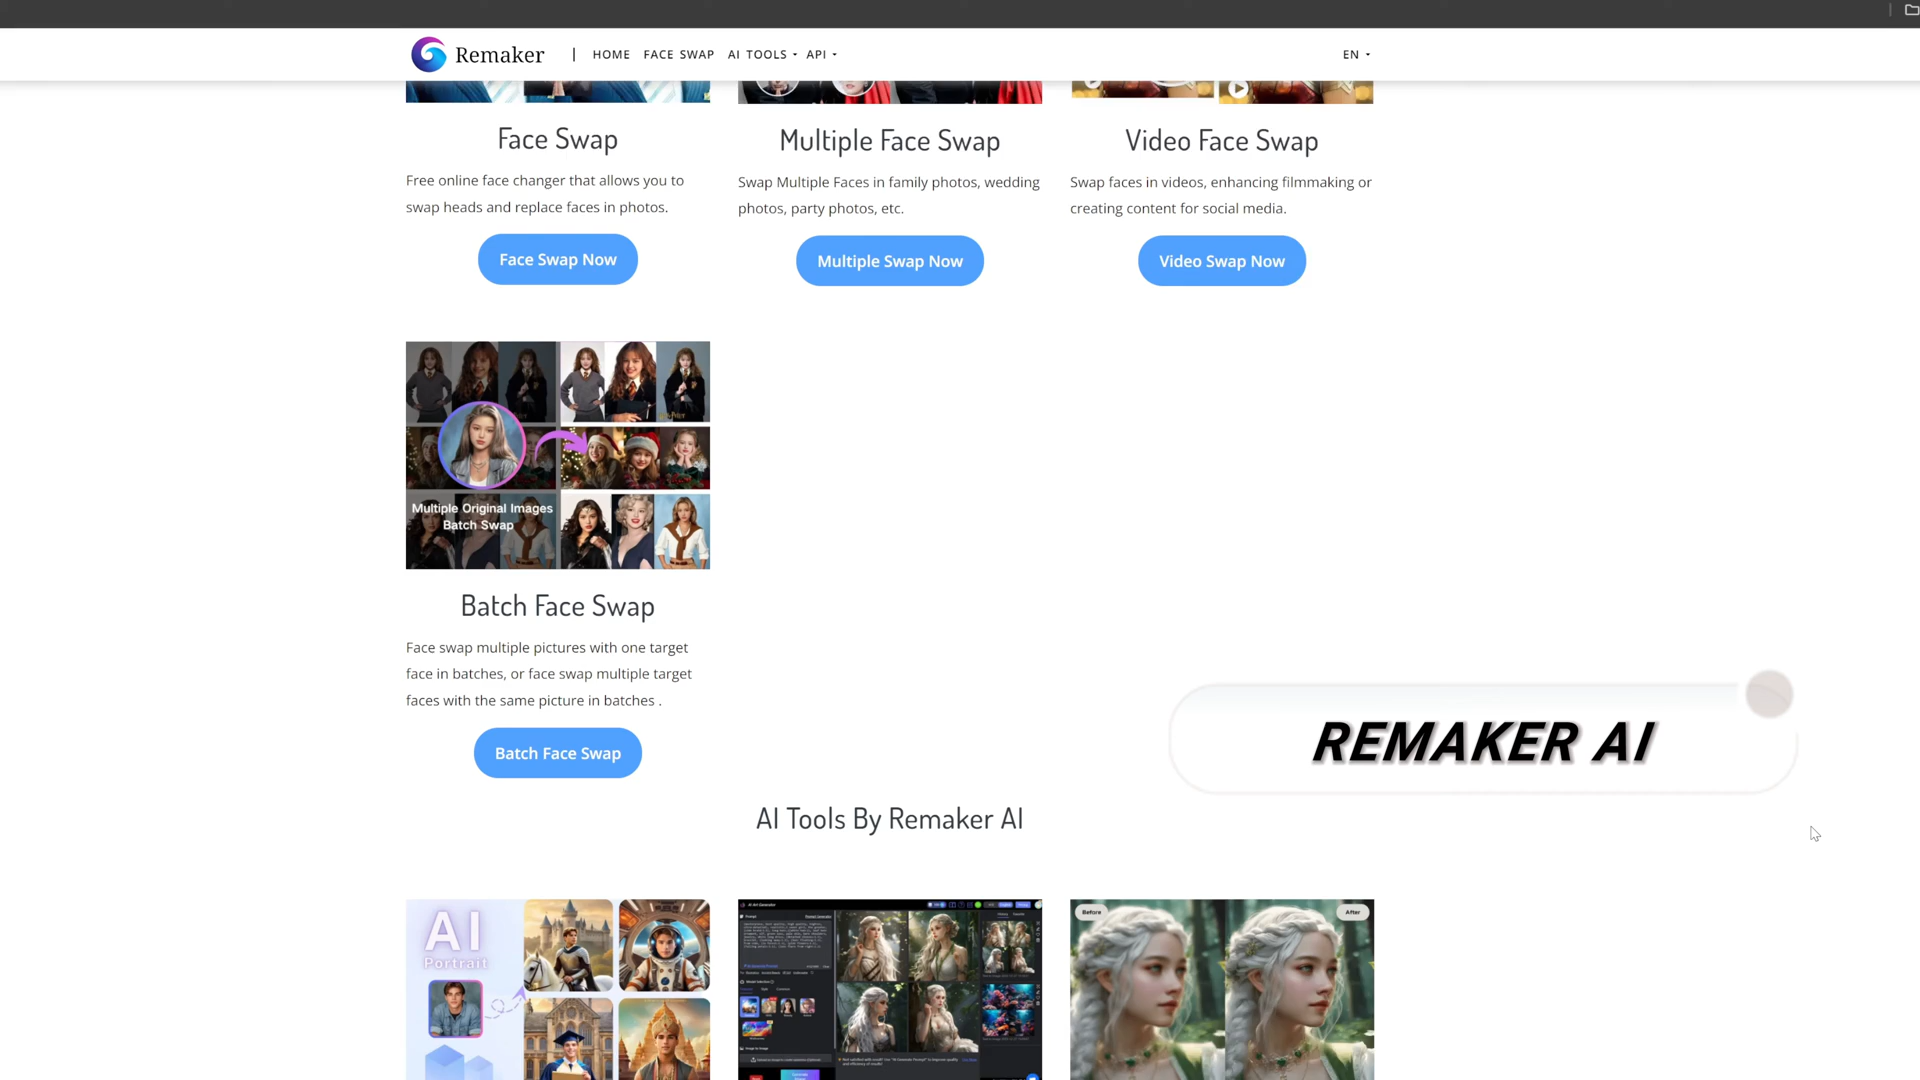 Remaker | HOME FACE SWAP AI TOOLS API EN
Face Swap
Free online face changer that allows you to
swap heads and replace faces in photos.
Face Swap Now
Multiple Face Swap
Swap Multiple Faces in family photos, wedding
photos, party photos, etc.
Multiple Swap Now
Video Face Swap
Swap faces in videos, enhancing filmmaking or
creating content for social media.
Video Swap Now
Multiple Original Images
Batch Swap
Batch Face Swap
Face swap multiple pictures with one target
face in batches, or face swap multiple target
faces with the same picture in batches .
Batch Face Swap
REMAKER AI
AI Tools By Remaker AI
AI
Portrait
Before
After